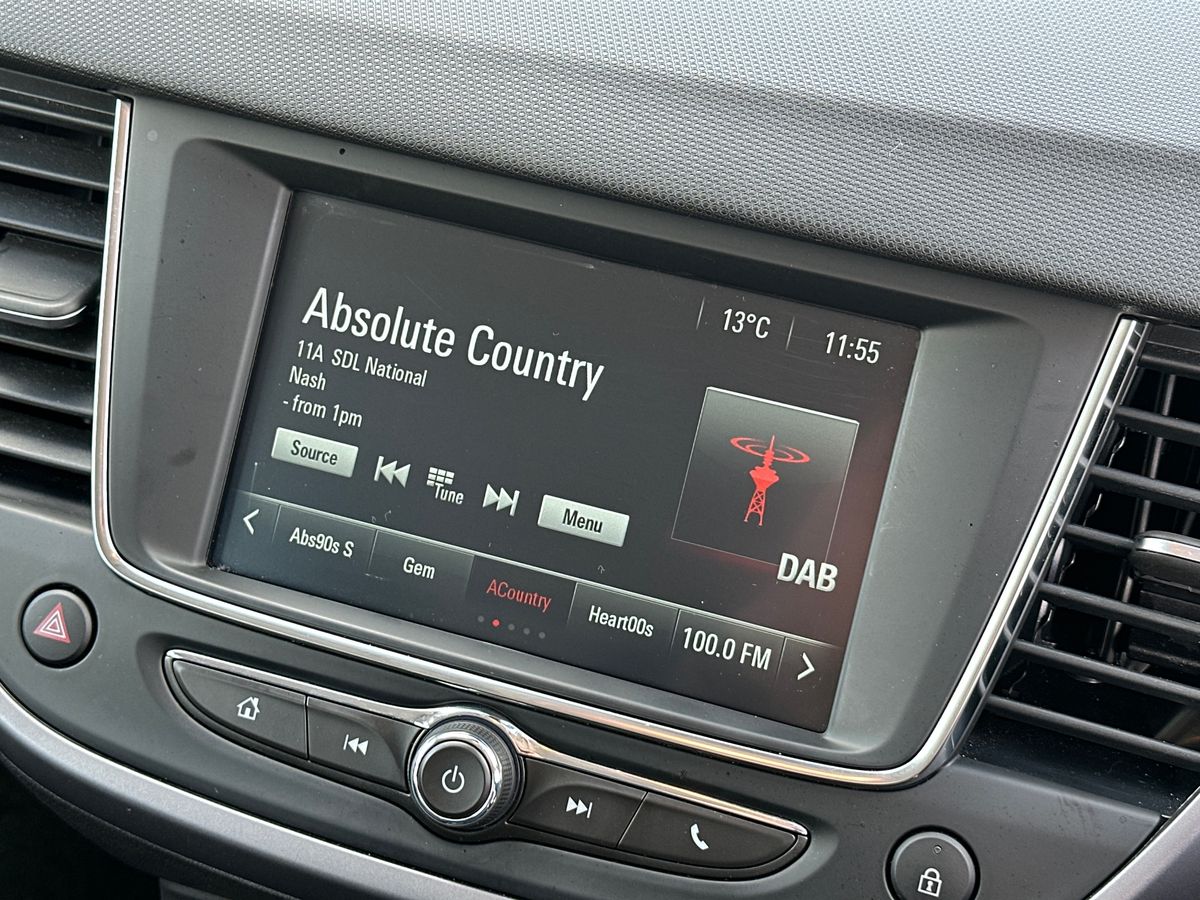 13°C
11:55
Absolute Country
11A SDL National
Nash
- from 1pm
Source
Tune
Menu
DAB
Abs90s S
Gem
ACountry
Heart00s
100.0 FM